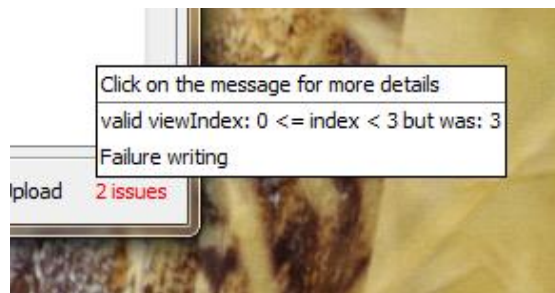 Click on the message for more details
valid viewIndex: 0 <= index < 3 but was: 3
Failure writing
Upload 2 issues